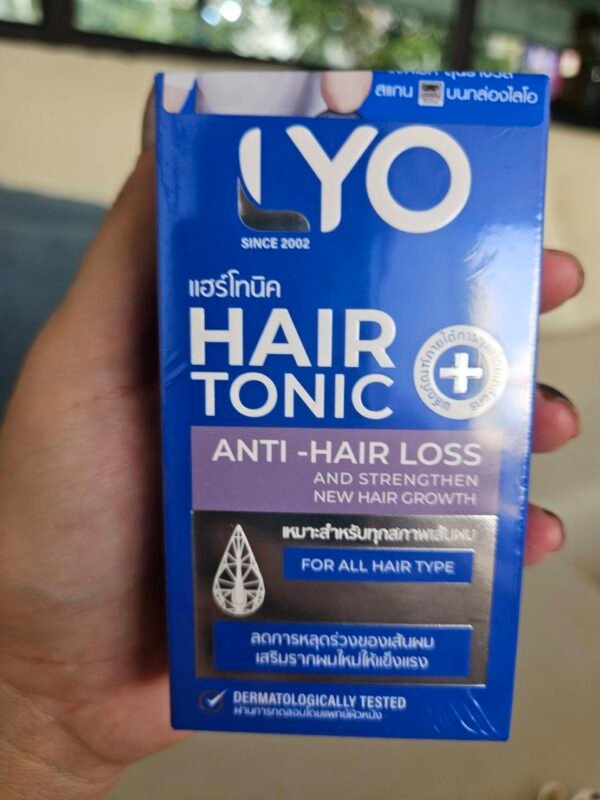 สแกน บนกล่องไลโอ
LYO
SINCE 2002
แฮร์โทนิค
HAIR
TONIC
ANTI -HAIR LOSS
AND STRENGTHEN
NEW HAIR GROWTH
เหมาะสำหรับทุกสภาพเส้นผม
FOR ALL HAIR TYPE
ลดการหลุดร่วงของเส้นผม
เสริมรากผมใหม่ให้แข็งแรง
DERMATOLOGICALLY TESTED
ผ่านการทดสอบโดยแพทย์ผิวหนัง